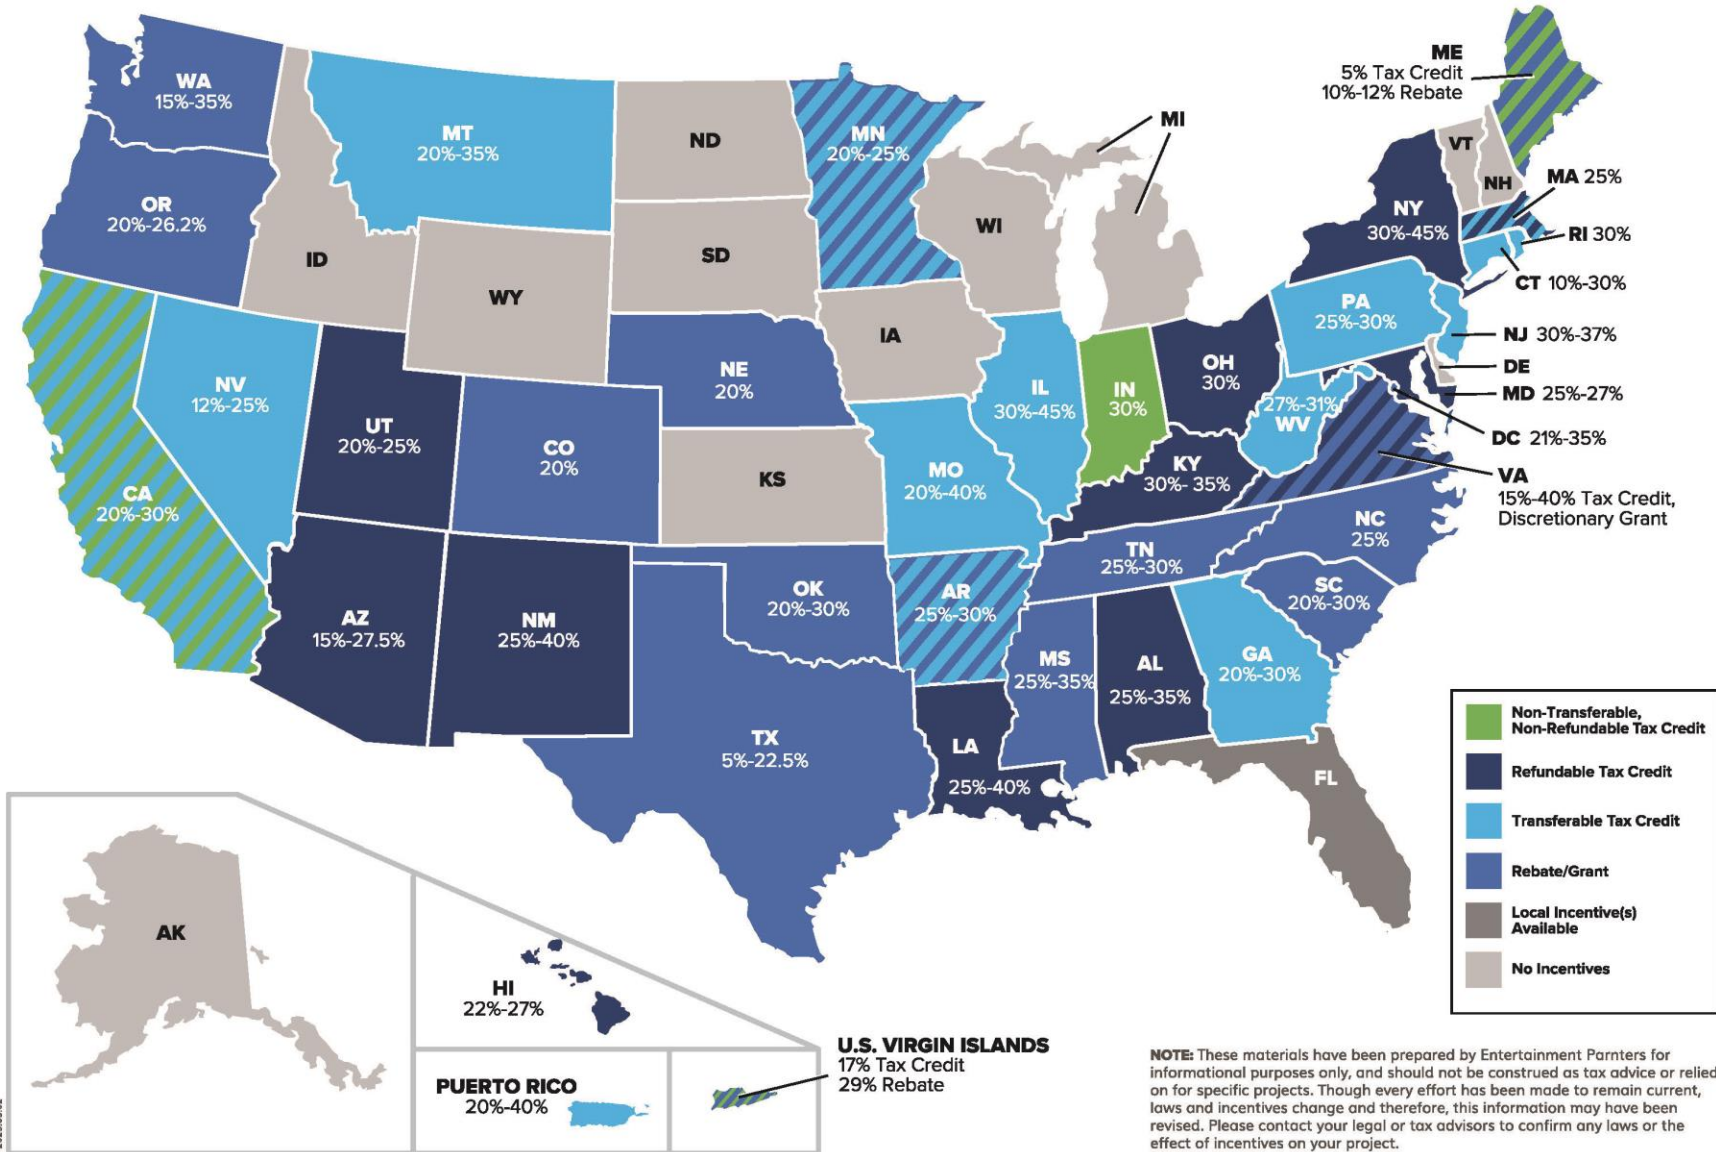 WA
15%-35%
MT
20%-35%
ND
MN
20%-25%
MI
ME
5% Tax Credit
10%-12% Rebate
VT
NH
MA 25%
OR
20%-26.2%
ID
WY
SD
WI
NY
30%-45%
RI 30%
CT 10%-30%
PA
25%-30%
NJ 30%-37%
DE
MD 25%-27%
DC 21%-35%
VA
15%-40% Tax Credit,
Discretionary Grant
NV
12%-25%
UT
20%-25%
CO
20%
NE
20%
IA
IL
30%-45%
IN
30%
OH
30%
27%-31%
WV
CA
20%-30%
KS
MO
20%-40%
KY
30%- 35%
NC
25%
TN
25%-30%
SC
20%-30%
AZ
15%-27.5%
NM
25%-40%
OK
20%-30%
AR
25%-30%
MS
25%-35%
AL
25%-35%
GA
20%-30%
TX
5%-22.5%
LA
25%-40%
FL
Non-Transferable,
Non-Refundable Tax Credit
Refundable Tax Credit
Transferable Tax Credit
Rebate/Grant
Local Incentive(s)
Available
No Incentives
AK
HI
22%-27%
PUERTO RICO
20%-40%
U.S. VIRGIN ISLANDS
17% Tax Credit
29% Rebate
NOTE: These materials have been prepared by Entertainment Parnters for
informational purposes only, and should not be construed as tax advice or relied
on for specific projects. Though every effort has been made to remain current,
laws and incentives change and therefore, this information may have been
revised. Please contact your legal or tax advisors to confirm any laws or the
effect of incentives on your project.